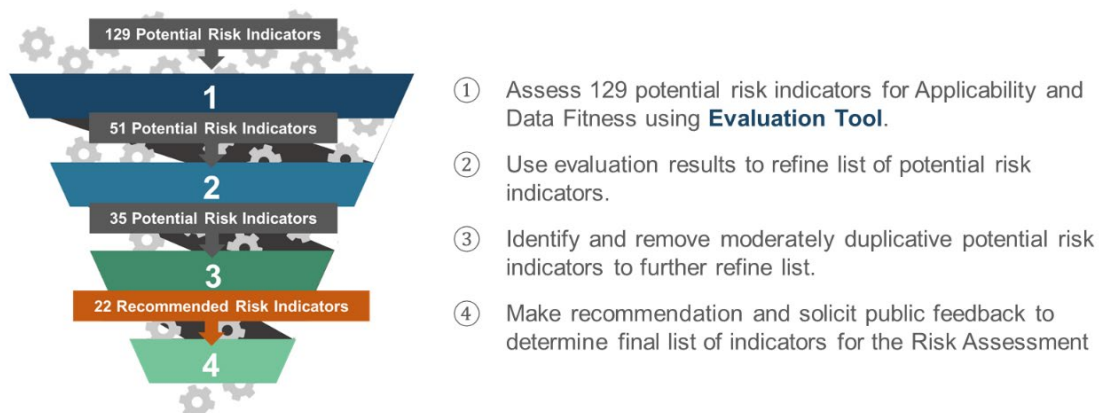 129 Potential Risk Indicators
1
51 Potential Risk Indicators
2
35 Potential Risk Indicators
3
22 Recommended Risk Indicators
4
① Assess 129 potential risk indicators for Applicability and
Data Fitness using Evaluation Tool.
② Use evaluation results to refine list of potential risk
indicators.
③ Identify and remove moderately duplicative potential risk
indicators to further refine list.
④ Make recommendation and solicit public feedback to
determine final list of indicators for the Risk Assessment